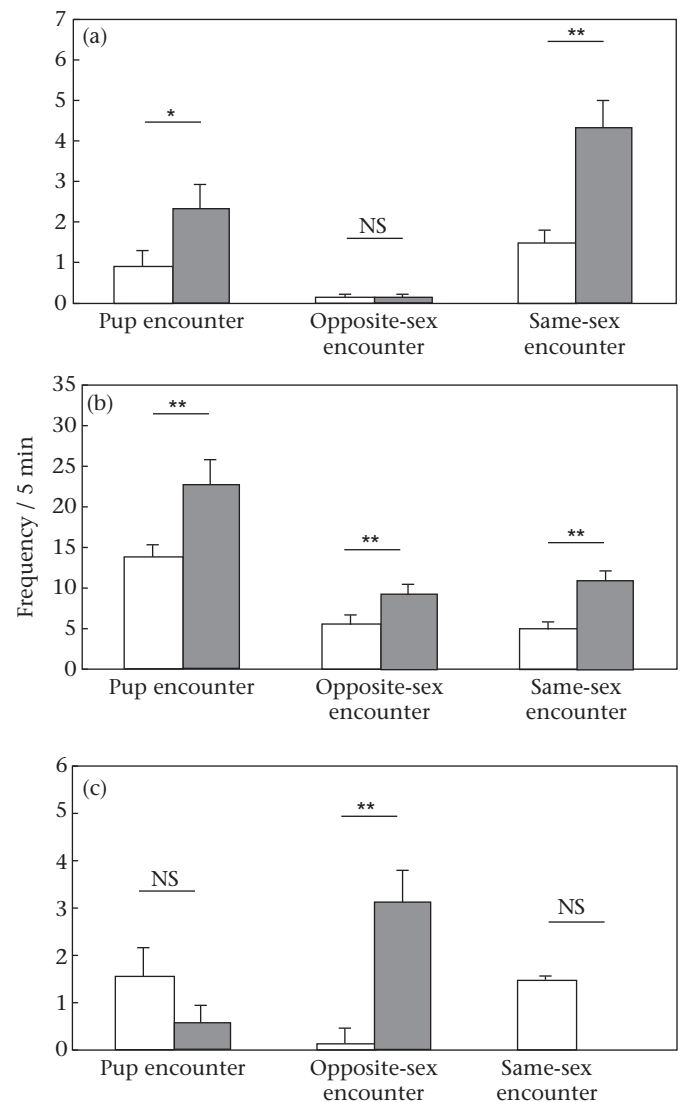 7
(a)
**
6
5
*
4
3
NS
2
1
0
Pup encounter
Opposite-sex
encounter
Same-sex
encounter
35
(b)
**
30
25
**
**
20
15
10
5
0
Frequency / 5 min
Pup encounter
Opposite-sex
encounter
Same-sex
encounter
6
(c)
5
**
4
NS
NS
3
2
1
0
Pup encounter
Opposite-sex
encounter
Same-sex
encounter